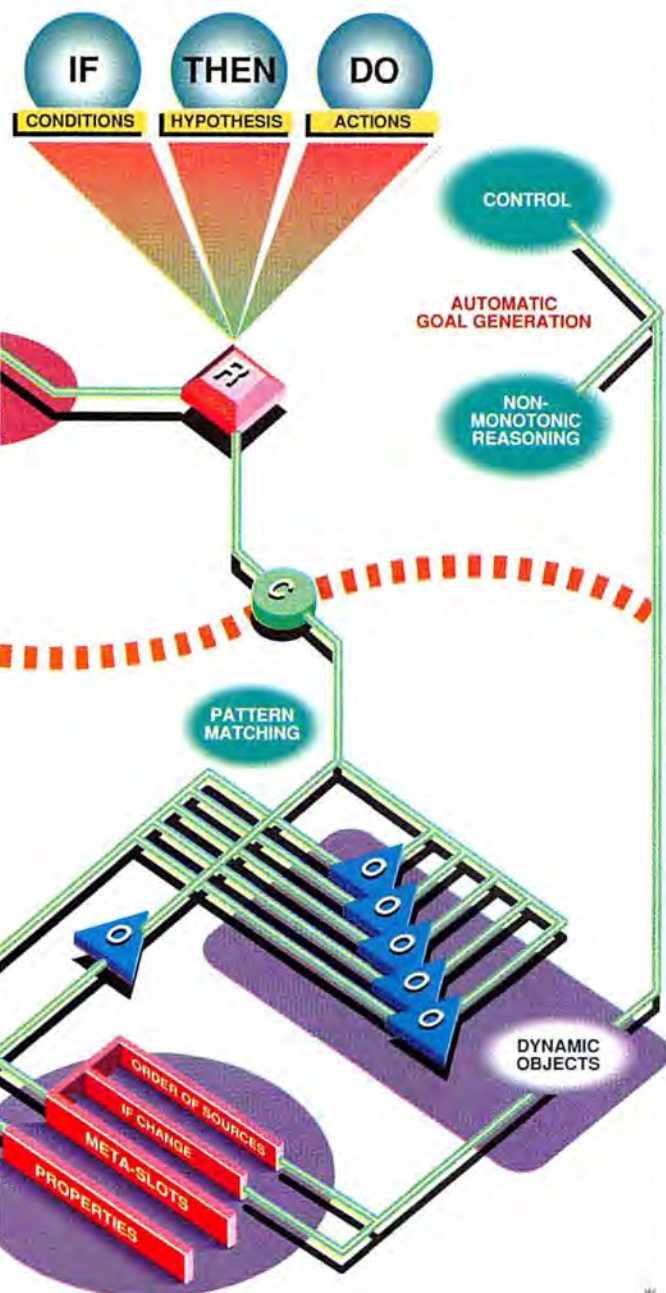 IF
THEN
DO
CONDITIONS
HYPOTHESIS
ACTIONS
CONTROL
AUTOMATIC
GOAL GENERATION
R
NON-
MONOTONIC
REASONING
C
PATTERN
MATCHING
O
O
O
O
O
O
DYNAMIC
OBJECTS
ORDER OF SOURCES
IF CHANGE
META-SLOTS
PROPERTIES